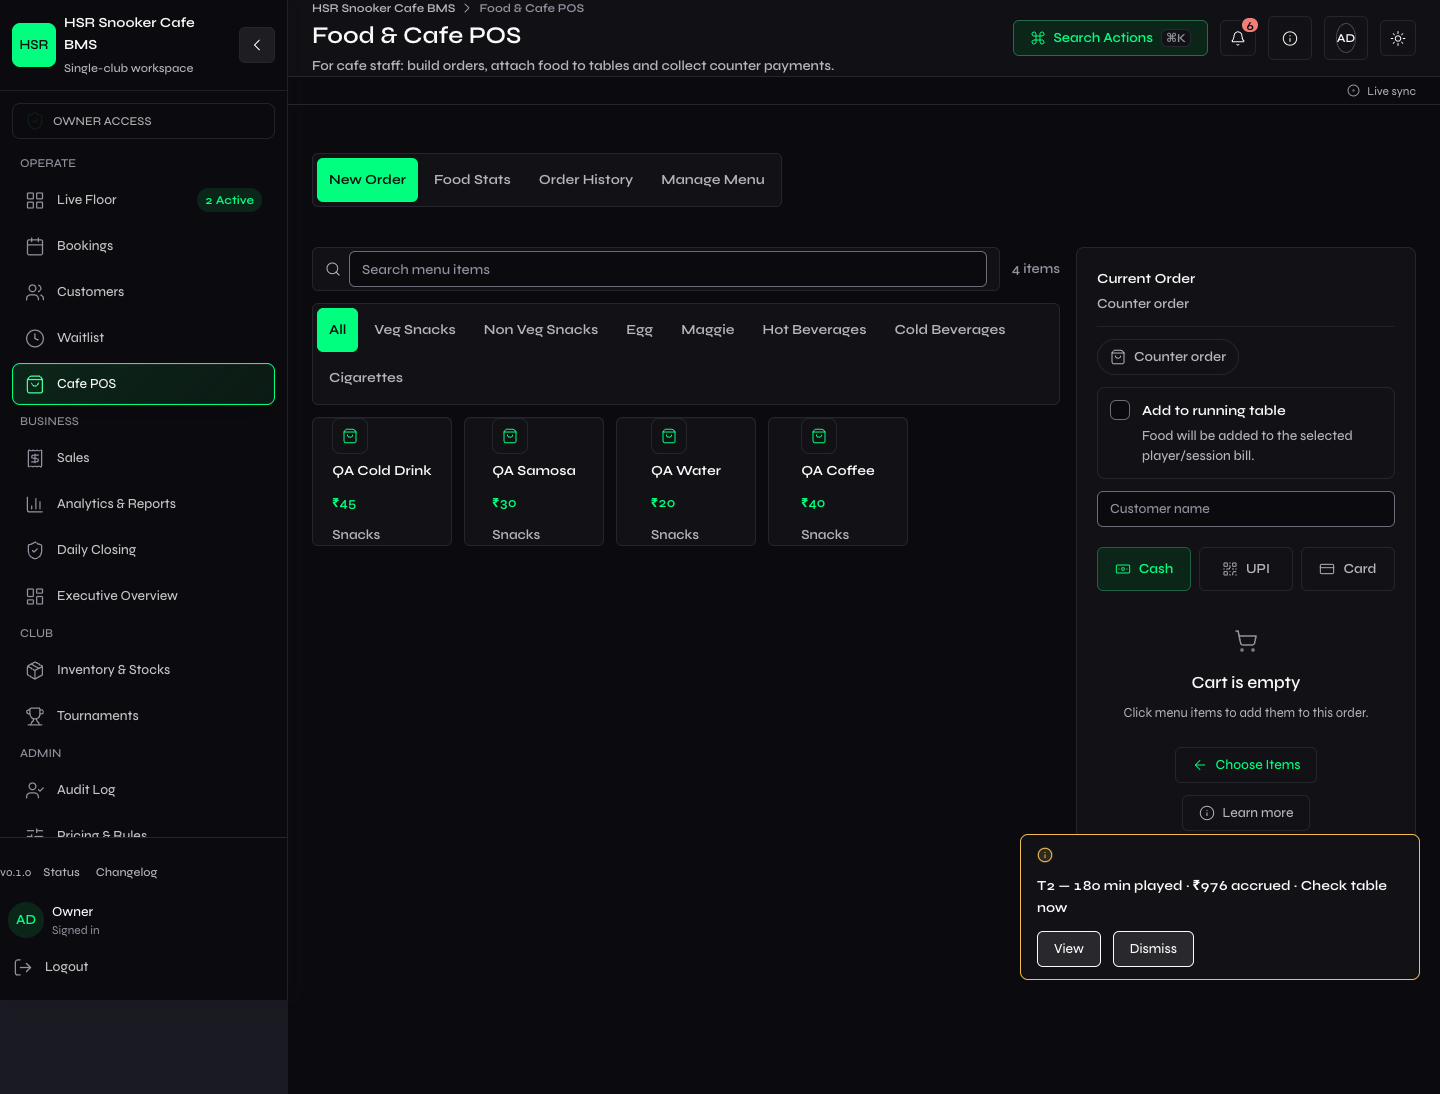 HSR
HSR Snooker Cafe
BMS
Single-club workspace
OWNER ACCESS
OPERATE
Live Floor
2 Active
Bookings
Customers
Waitlist
Cafe POS
BUSINESS
Sales
Analytics & Reports
Daily Closing
Executive Overview
CLUB
Inventory & Stocks
Tournaments
ADMIN
Audit Log
Pricing & Rules
v0.1.0 Status Changelog
AD
Owner
Signed in
Logout
HSR Snooker Cafe BMS > Food & Cafe POS
Food & Cafe POS
For cafe staff: build orders, attach food to tables and collect counter payments.
Search Actions ⌘K
6
AD
Live sync
New Order Food Stats Order History Manage Menu
Search menu items
4 items
All Veg Snacks Non Veg Snacks Egg Maggie Hot Beverages Cold Beverages
Cigarettes
QA Cold Drink
₹45
Snacks
QA Samosa
₹30
Snacks
QA Water
₹20
Snacks
QA Coffee
₹40
Snacks
Current Order
Counter order
Counter order
Add to running table
Food will be added to the selected
player/session bill.
Customer name
Cash UPI Card
Cart is empty
Click menu items to add them to this order.
Choose Items
Learn more
T2 — 180 min played · ₹976 accrued · Check table
now
View Dismiss